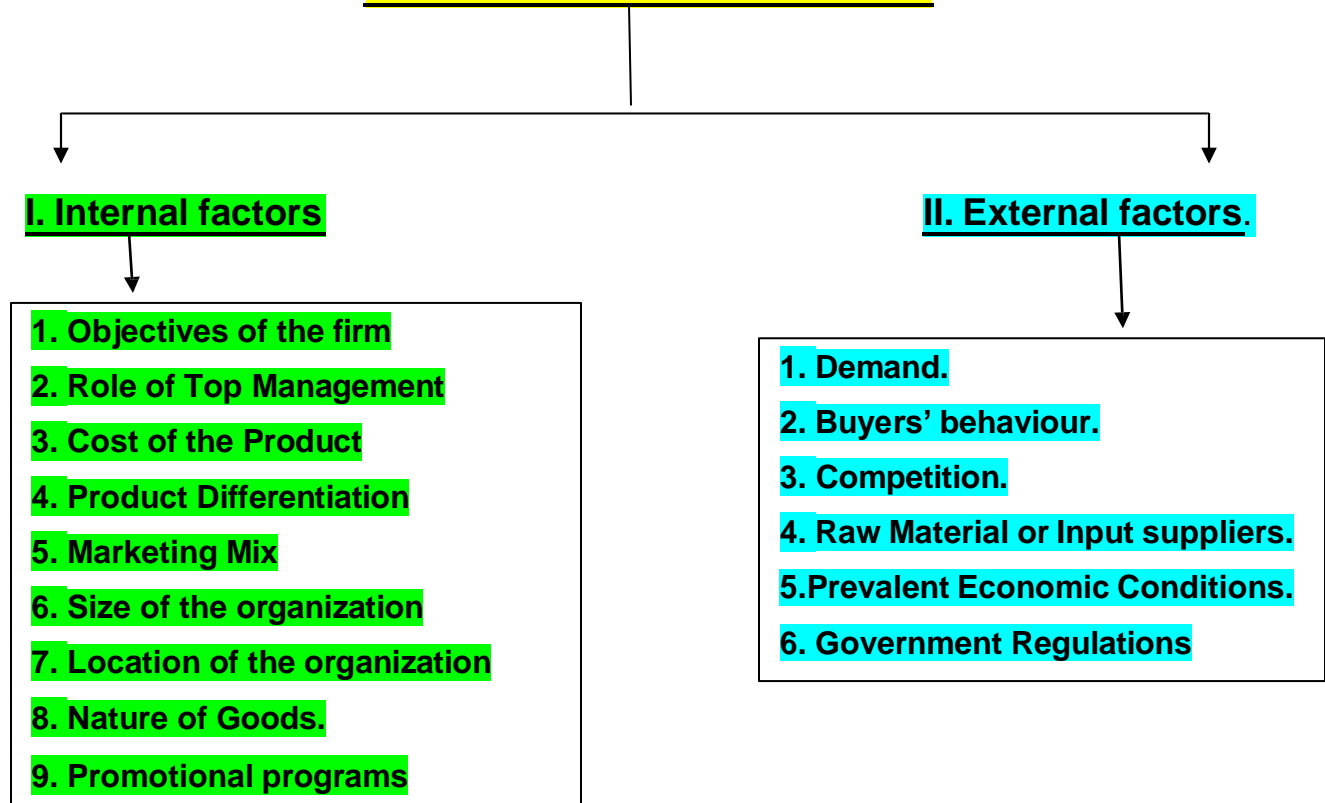 I. Internal factors
II. External factors.
1. Objectives of the firm
2. Role of Top Management
3. Cost of the Product
4. Product Differentiation
5. Marketing Mix
6. Size of the organization
7. Location of the organization
8. Nature of Goods.
9. Promotional programs
1. Demand.
2. Buyers’ behaviour.
3. Competition.
4. Raw Material or Input suppliers.
5.Prevalent Economic Conditions.
6. Government Regulations